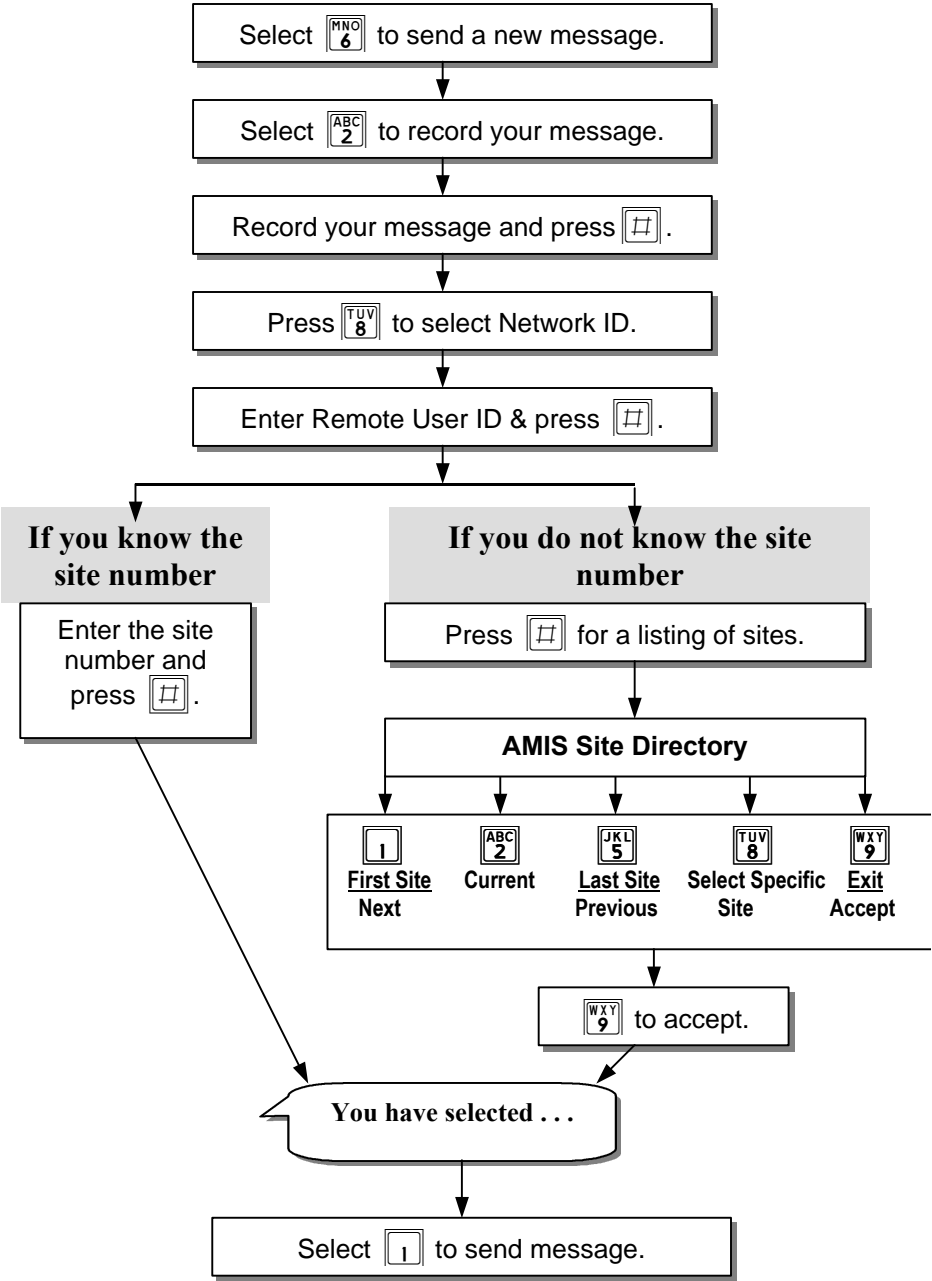 Select MNO 6 to send a new message.
Select ABC 2 to record your message.
Record your message and press #.
Press TUV 8 to select Network ID.
Enter Remote User ID & press #.
If you know the
site number
Enter the site
number and
press #.
If you do not know the site
number
Press # for a listing of sites.
AMIS Site Directory
1
First Site
Next
ABC
2
Current
JKL
5
Last Site
Previous
TUV
8
Select Specific
Site
WXY
9
Exit
Accept
WXY 9 to accept.
You have selected . . .
Select 1 to send message.